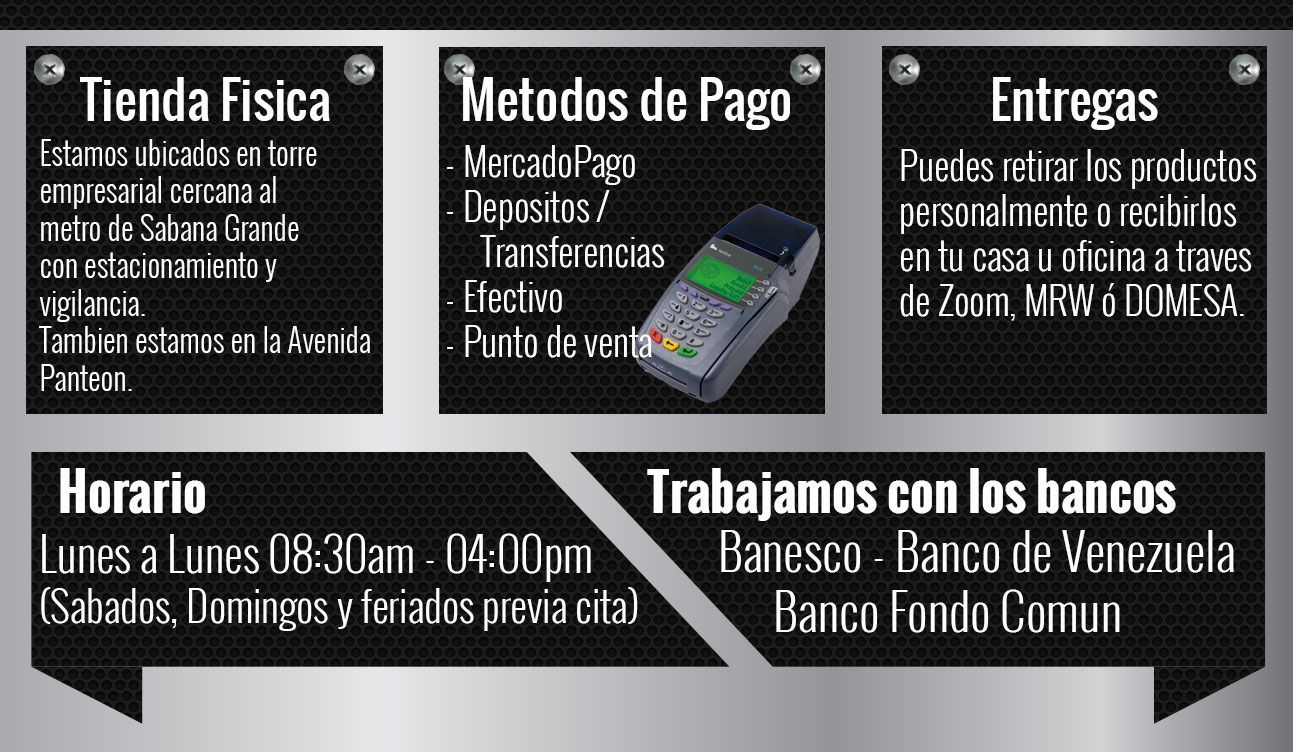 Tienda Fisica
Estamos ubicados en torre
empresarial cercana al
metro de Sabana Grande
con estacionamiento y
vigilancia.
Tambien estamos en la Avenida
Panteon.
Metodos de Pago
- MercadoPago
- Depositos /
Transferencias
- Efectivo
- Punto de venta
Entregas
Puedes retirar los productos
personalmente o recibirlos
en tu casa u oficina a traves
de Zoom, MRW ó DOMESA.
Horario
Lunes a Lunes 08:30am - 04:00pm
(Sabados, Domingos y feriados previa cita)
Trabajamos con los bancos
Banesco - Banco de Venezuela
Banco Fondo Comun